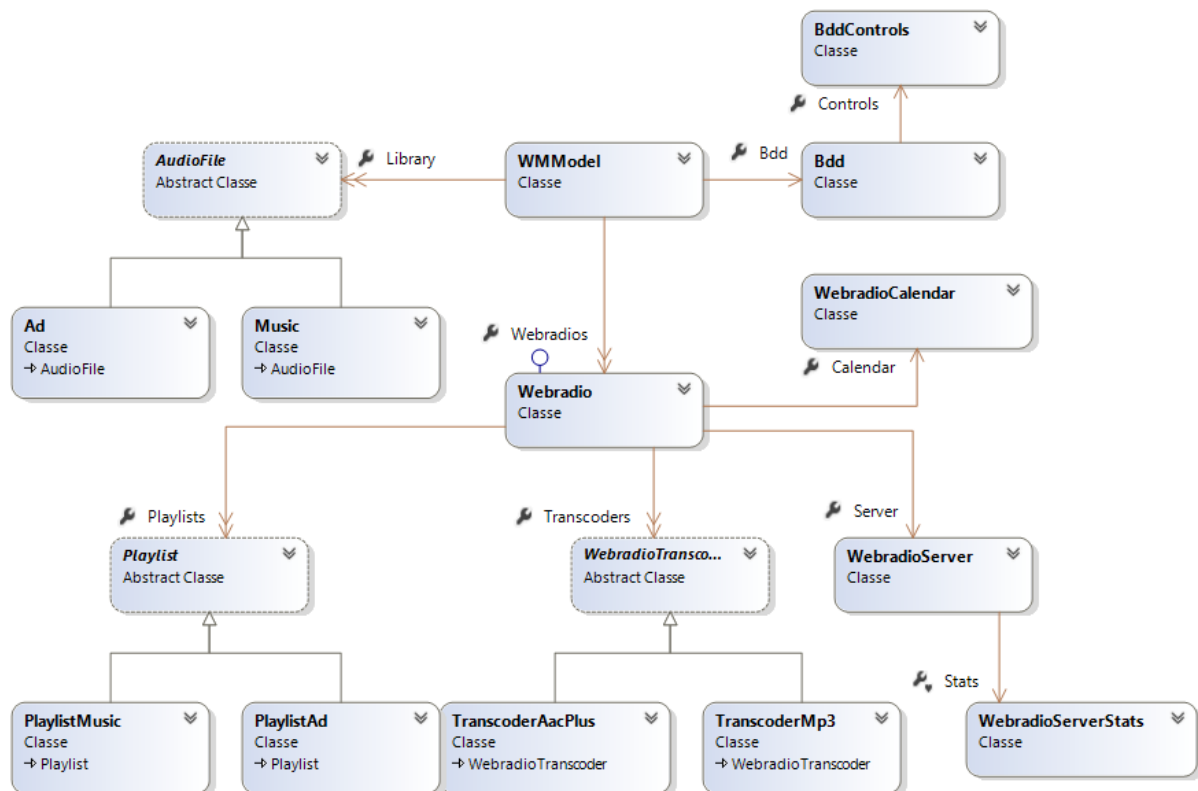 BddControls
Classe
Controls
AudioFile
Abstract Classe
Library
WMModel
Classe
Bdd
Bdd
Classe
WebradioCalendar
Classe
Ad
Classe
AudioFile
Music
Classe
AudioFile
Webradios
Calendar
Webradio
Classe
Playlists
Transcoders
Server
Playlist
Abstract Classe
WebradioTransco...
Abstract Classe
WebradioServer
Classe
Stats
PlaylistMusic
Classe
Playlist
PlaylistAd
Classe
Playlist
TranscoderAacPlus
Classe
WebradioTranscoder
TranscoderMp3
Classe
WebradioTranscoder
WebradioServerStats
Classe